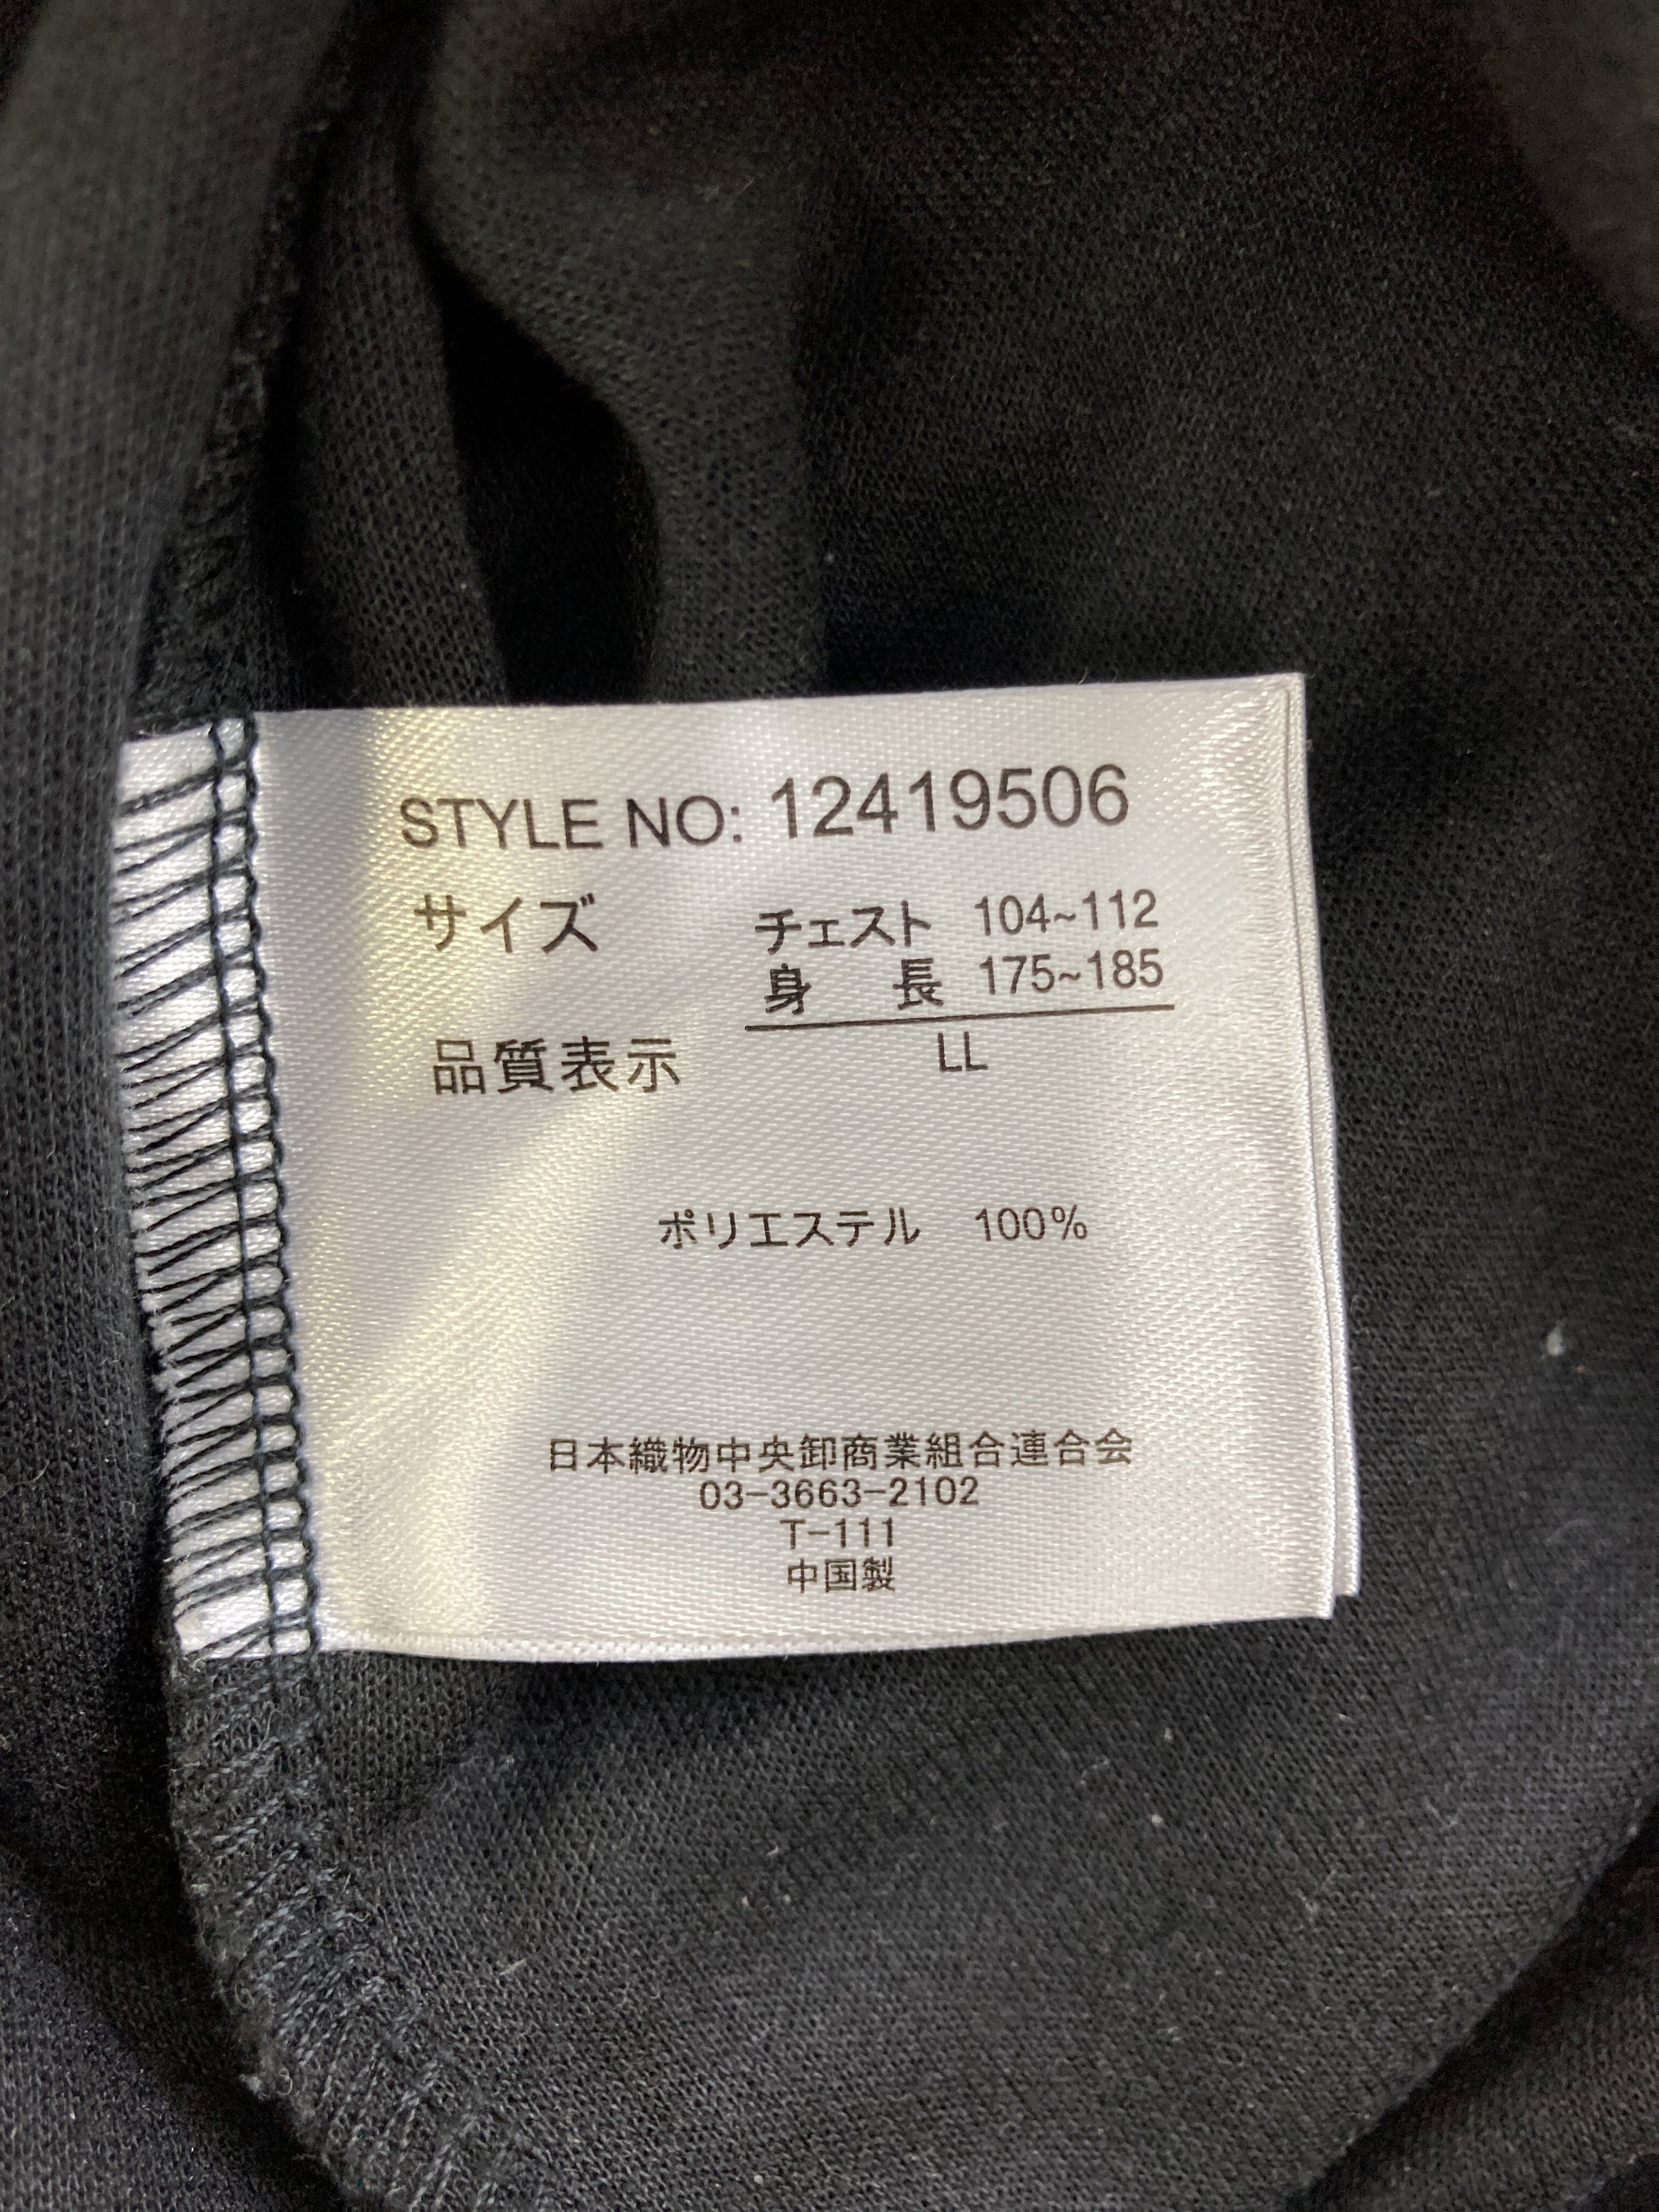 STYLE NO: 12419506
サイズ
チェスト 104~112
身 長 175~185
LL
品質表示
ポリエステル 100%
日本織物中央卸商業組合連合会
03-3663-2102
T-111
中国製